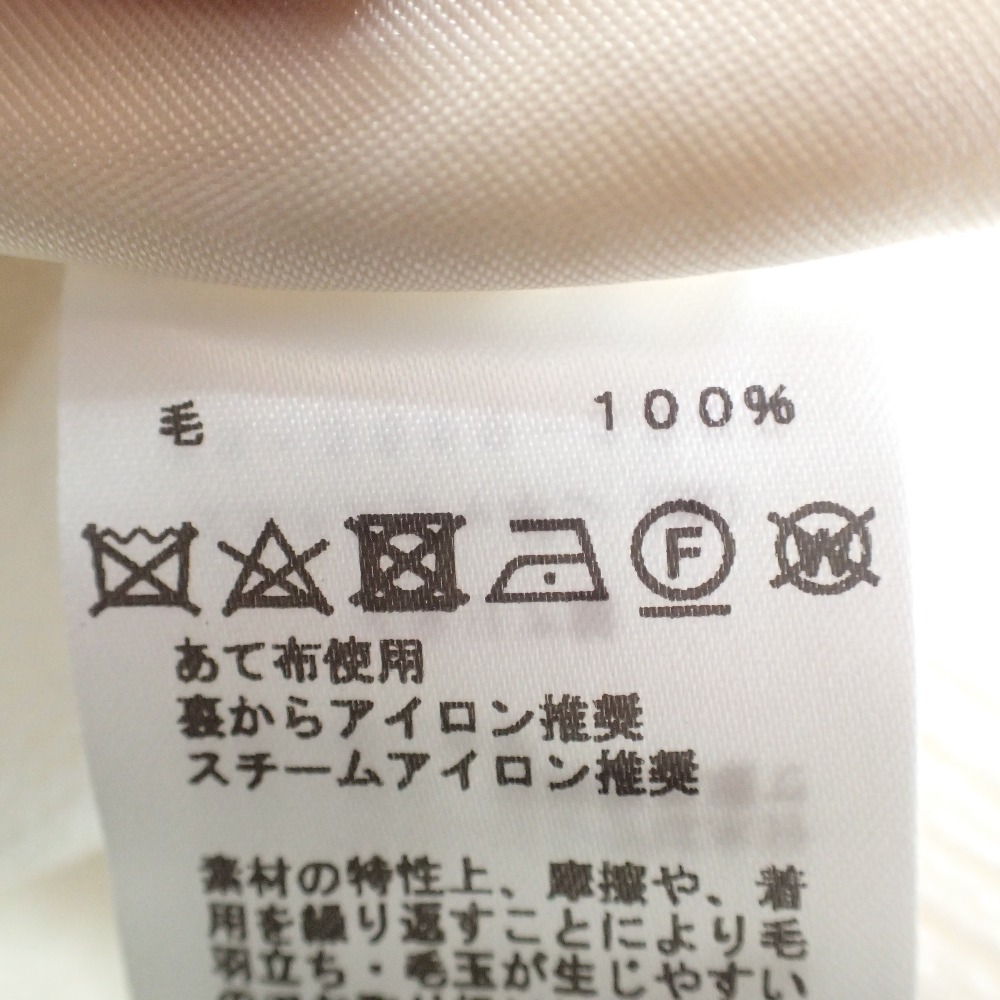 毛 100%
F W
あて布使用
裏からアイロン推奨
スチームアイロン推奨
素材の特性上、摩擦や、着
用を繰り返すことにより毛
羽立ち・毛玉が生じやすい